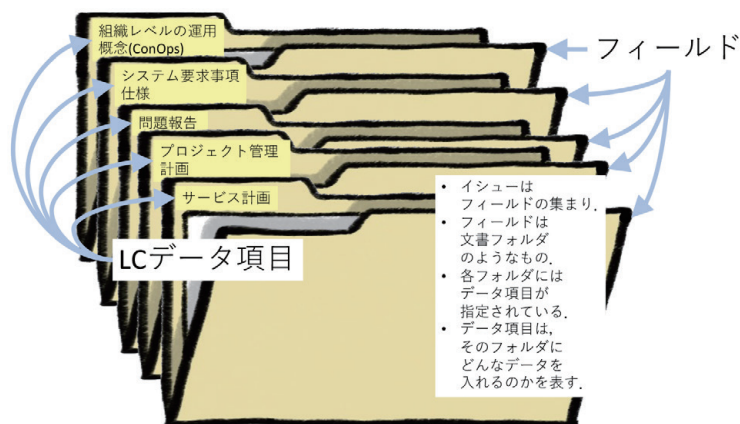 組織レベルの運用
概念(ConOps)
フィールド
システム要求事項
仕様
問題報告
プロジェクト管理
計画
サービス計画
LCデータ項目
• イシューは
フィールドの集まり.
• フィールドは
文書フォルダ
のようなもの.
• 各フォルダには
データ項目が
指定されている.
• データ項目は,
そのフォルダに
どんなデータを
入れるのかを表す.